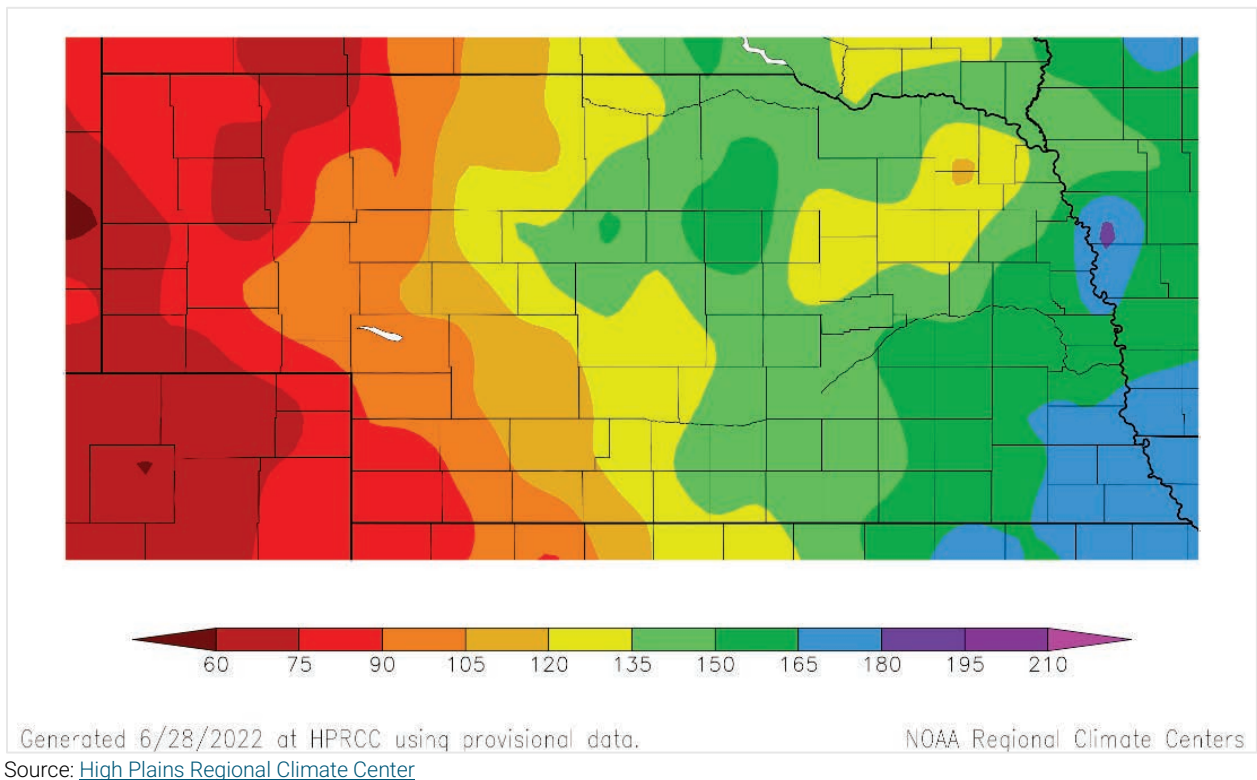 60 75 90 105 120 135 150 165 180 195 210
Generated 6/28/2022 at HPRCC using provisional data. NOAA Regional Climate Centers
Source: High Plains Regional Climate Center